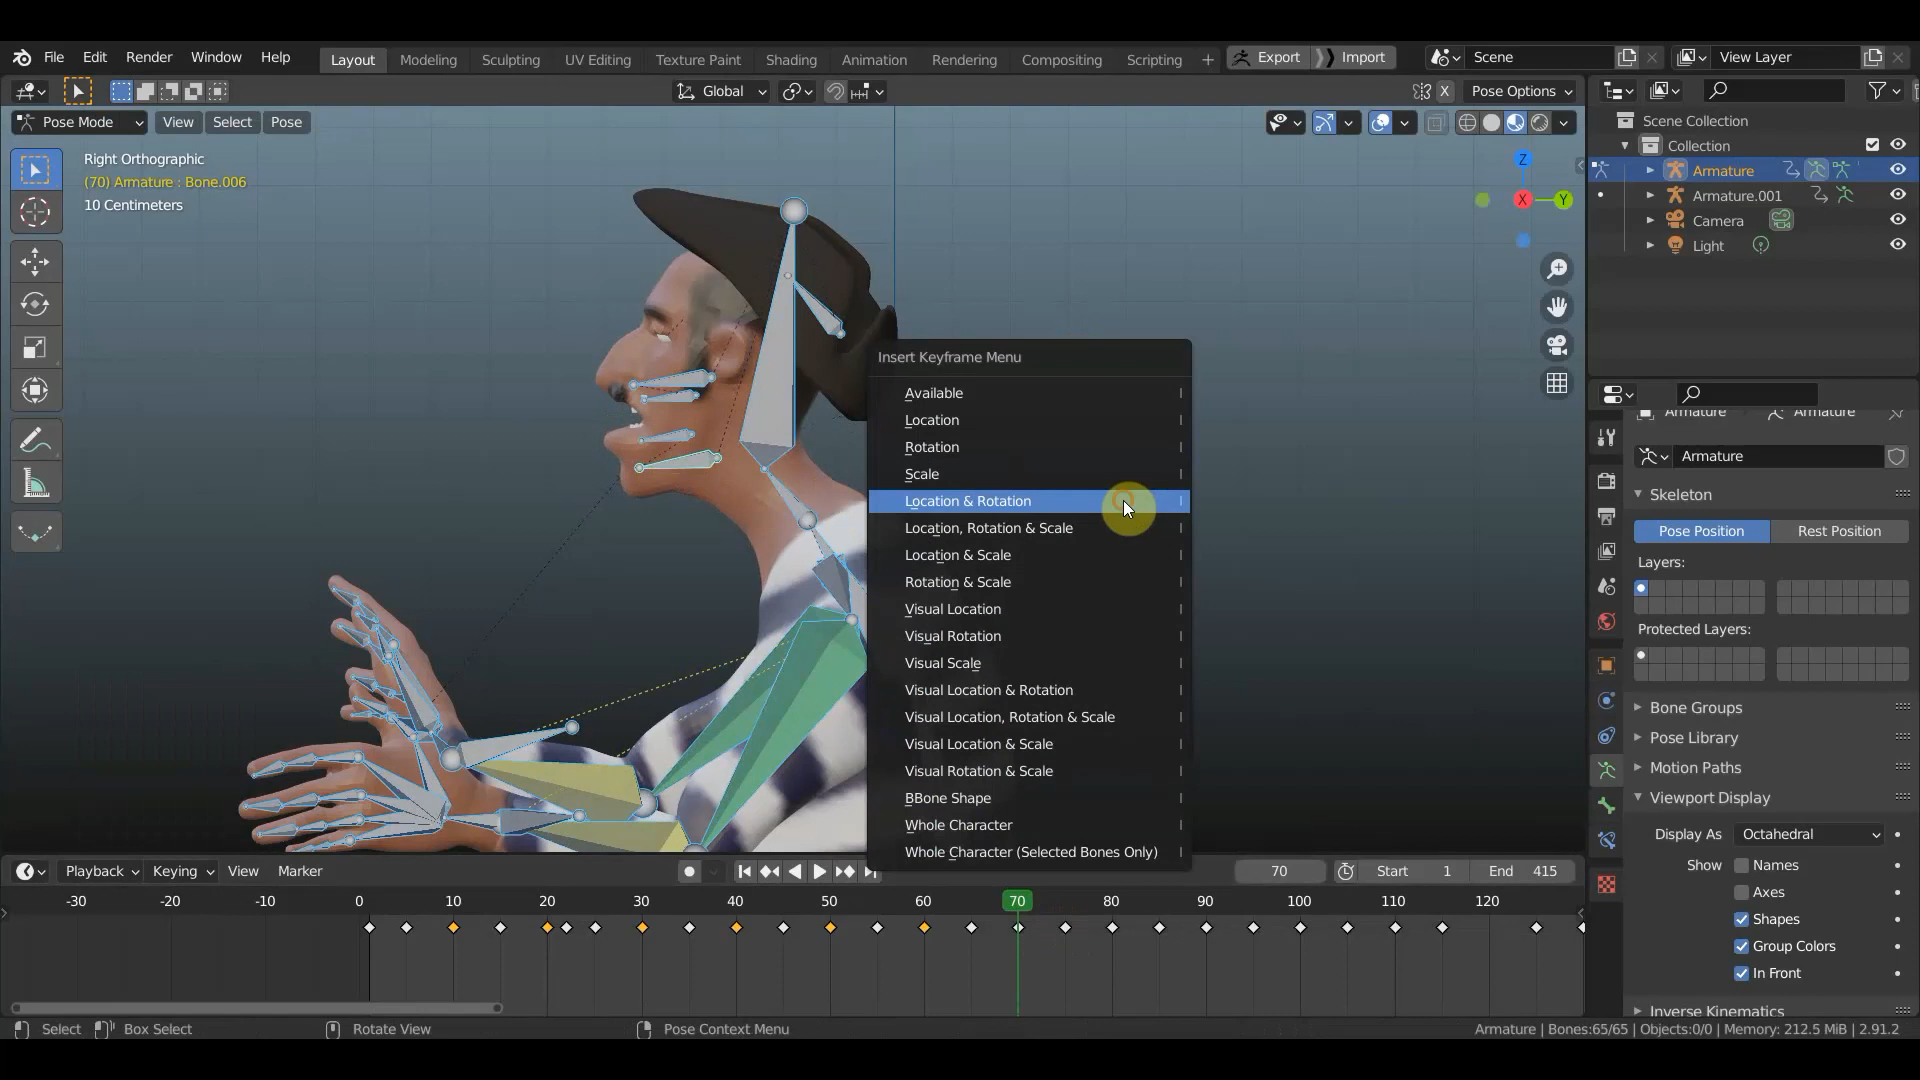 File Edit Render Window Help Layout Modeling Sculpting UV Editing Texture Paint Shading Animation Rendering Compositing Scripting + Export Import Scene View Layer
Global X Pose Options
Pose Mode View Select Pose
Right Orthographic
(70) Armature : Bone.006
10 Centimeters
Z
X
Y
Scene Collection
Collection
Armature
Armature.001
Camera
Light
Insert Keyframe Menu
Available I
Location I
Rotation I
Scale I
Location & Rotation I
Location, Rotation & Scale I
Location & Scale I
Rotation & Scale I
Visual Location I
Visual Rotation I
Visual Scale I
Visual Location & Rotation I
Visual Location, Rotation & Scale I
Visual Location & Scale I
Visual Rotation & Scale I
BBone Shape I
Whole Character I
Whole Character (Selected Bones Only) I
Armature Armature
Armature
Skeleton
Pose Position Rest Position
Layers:
Protected Layers:
Bone Groups
Pose Library
Motion Paths
Viewport Display
Display As Octahedral
Show Names
Axes
Shapes
Group Colors
In Front
Inverse Kinematics
Playback Keying View Marker 70 Start 1 End 415
-30 -20 -10 0 10 20 30 40 50 60 70 80 90 100 110 120
Select Box Select Rotate View Pose Context Menu Armature | Bones:65/65 | Objects:0/0 | Memory: 212.5 MiB | 2.91.2